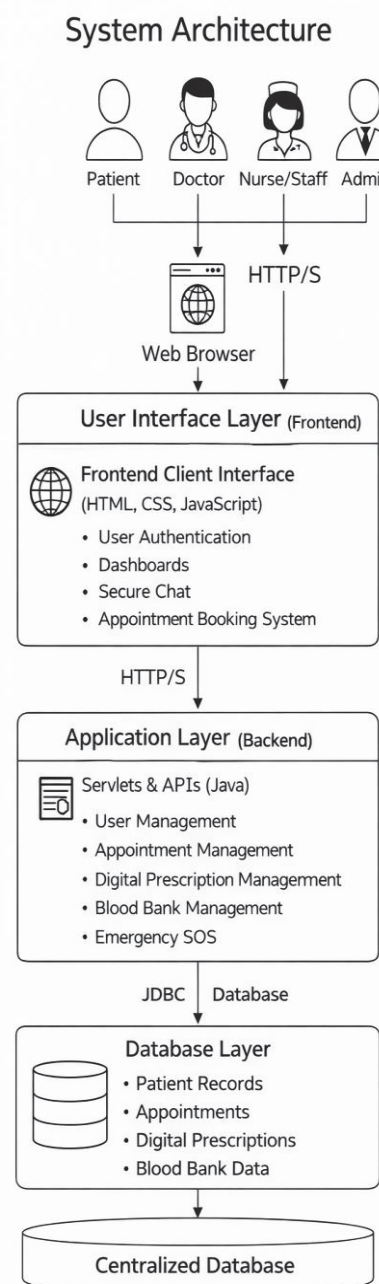 System Architecture
Patient Doctor Nurse/Staff Admi
HTTP/S
Web Browser
User Interface Layer (Frontend)
Frontend Client Interface
(HTML, CSS, JavaScript)
• User Authentication
• Dashboards
• Secure Chat
• Appointment Booking System
HTTP/S
Application Layer (Backend)
Servlets & APIs (Java)
• User Management
• Appointment Management
• Digital Prescription Managerment
• Blood Bank Management
• Emergency SOS
JDBC Database
Database Layer
• Patient Records
• Appointments
• Digital Prescriptions
• Blood Bank Data
Centralized Database